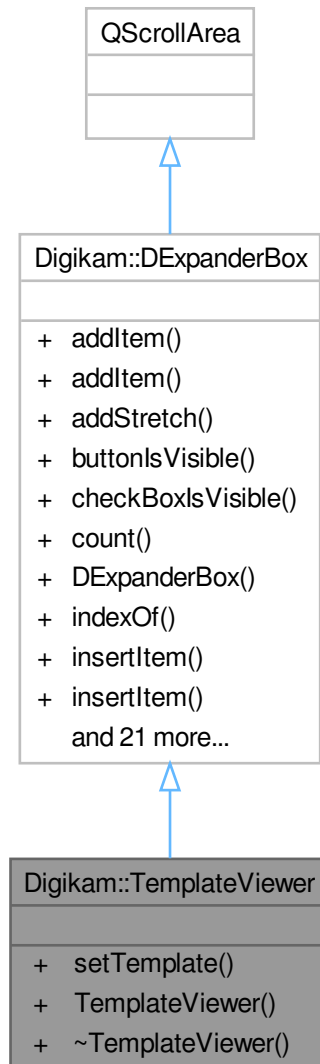 QScrollArea
Digikam::DExpanderBox
+ addItem()
+ addItem()
+ addStretch()
+ buttonIsVisible()
+ checkBoxIsVisible()
+ count()
+ DExpanderBox()
+ indexOf()
+ insertItem()
+ insertItem()
and 21 more...
Digikam::TemplateViewer
+ setTemplate()
+ TemplateViewer()
+ ~TemplateViewer()